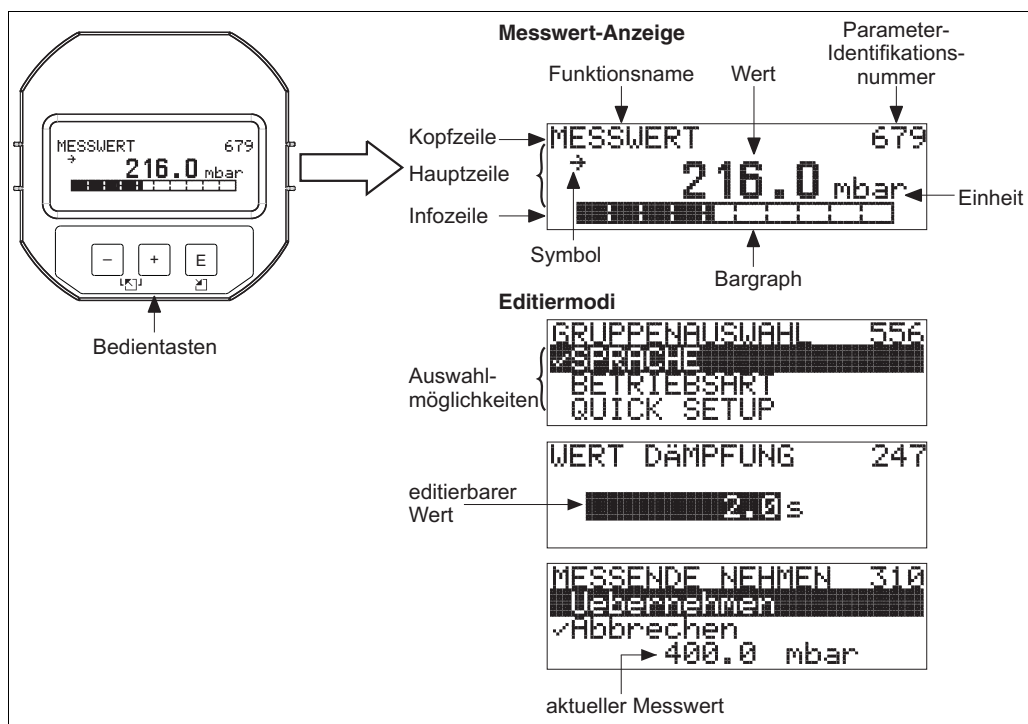 MESSWERT 679
216.0 mbar
– + E
Bedientasten
Messwert-Anzeige
Funktionsname
Wert
Parameter-
Identifikations-
nummer
Kopfzeile
Hauptzeile
Infozeile
MESSWERT 679
216.0 mbar
Einheit
Symbol
Bargraph
Editiermodi
Auswahl-
möglichkeiten
GRUPPENAUSWAHL 556
✓SPRACHE
BETRIEBSART
QUICK SETUP
WERT DÄMPFUNG 247
editierbarer
Wert
2.0 s
MESSENDE NEHMEN 310
Uebernehmen
✓Abbrechen
400.0 mbar
aktueller Messwert